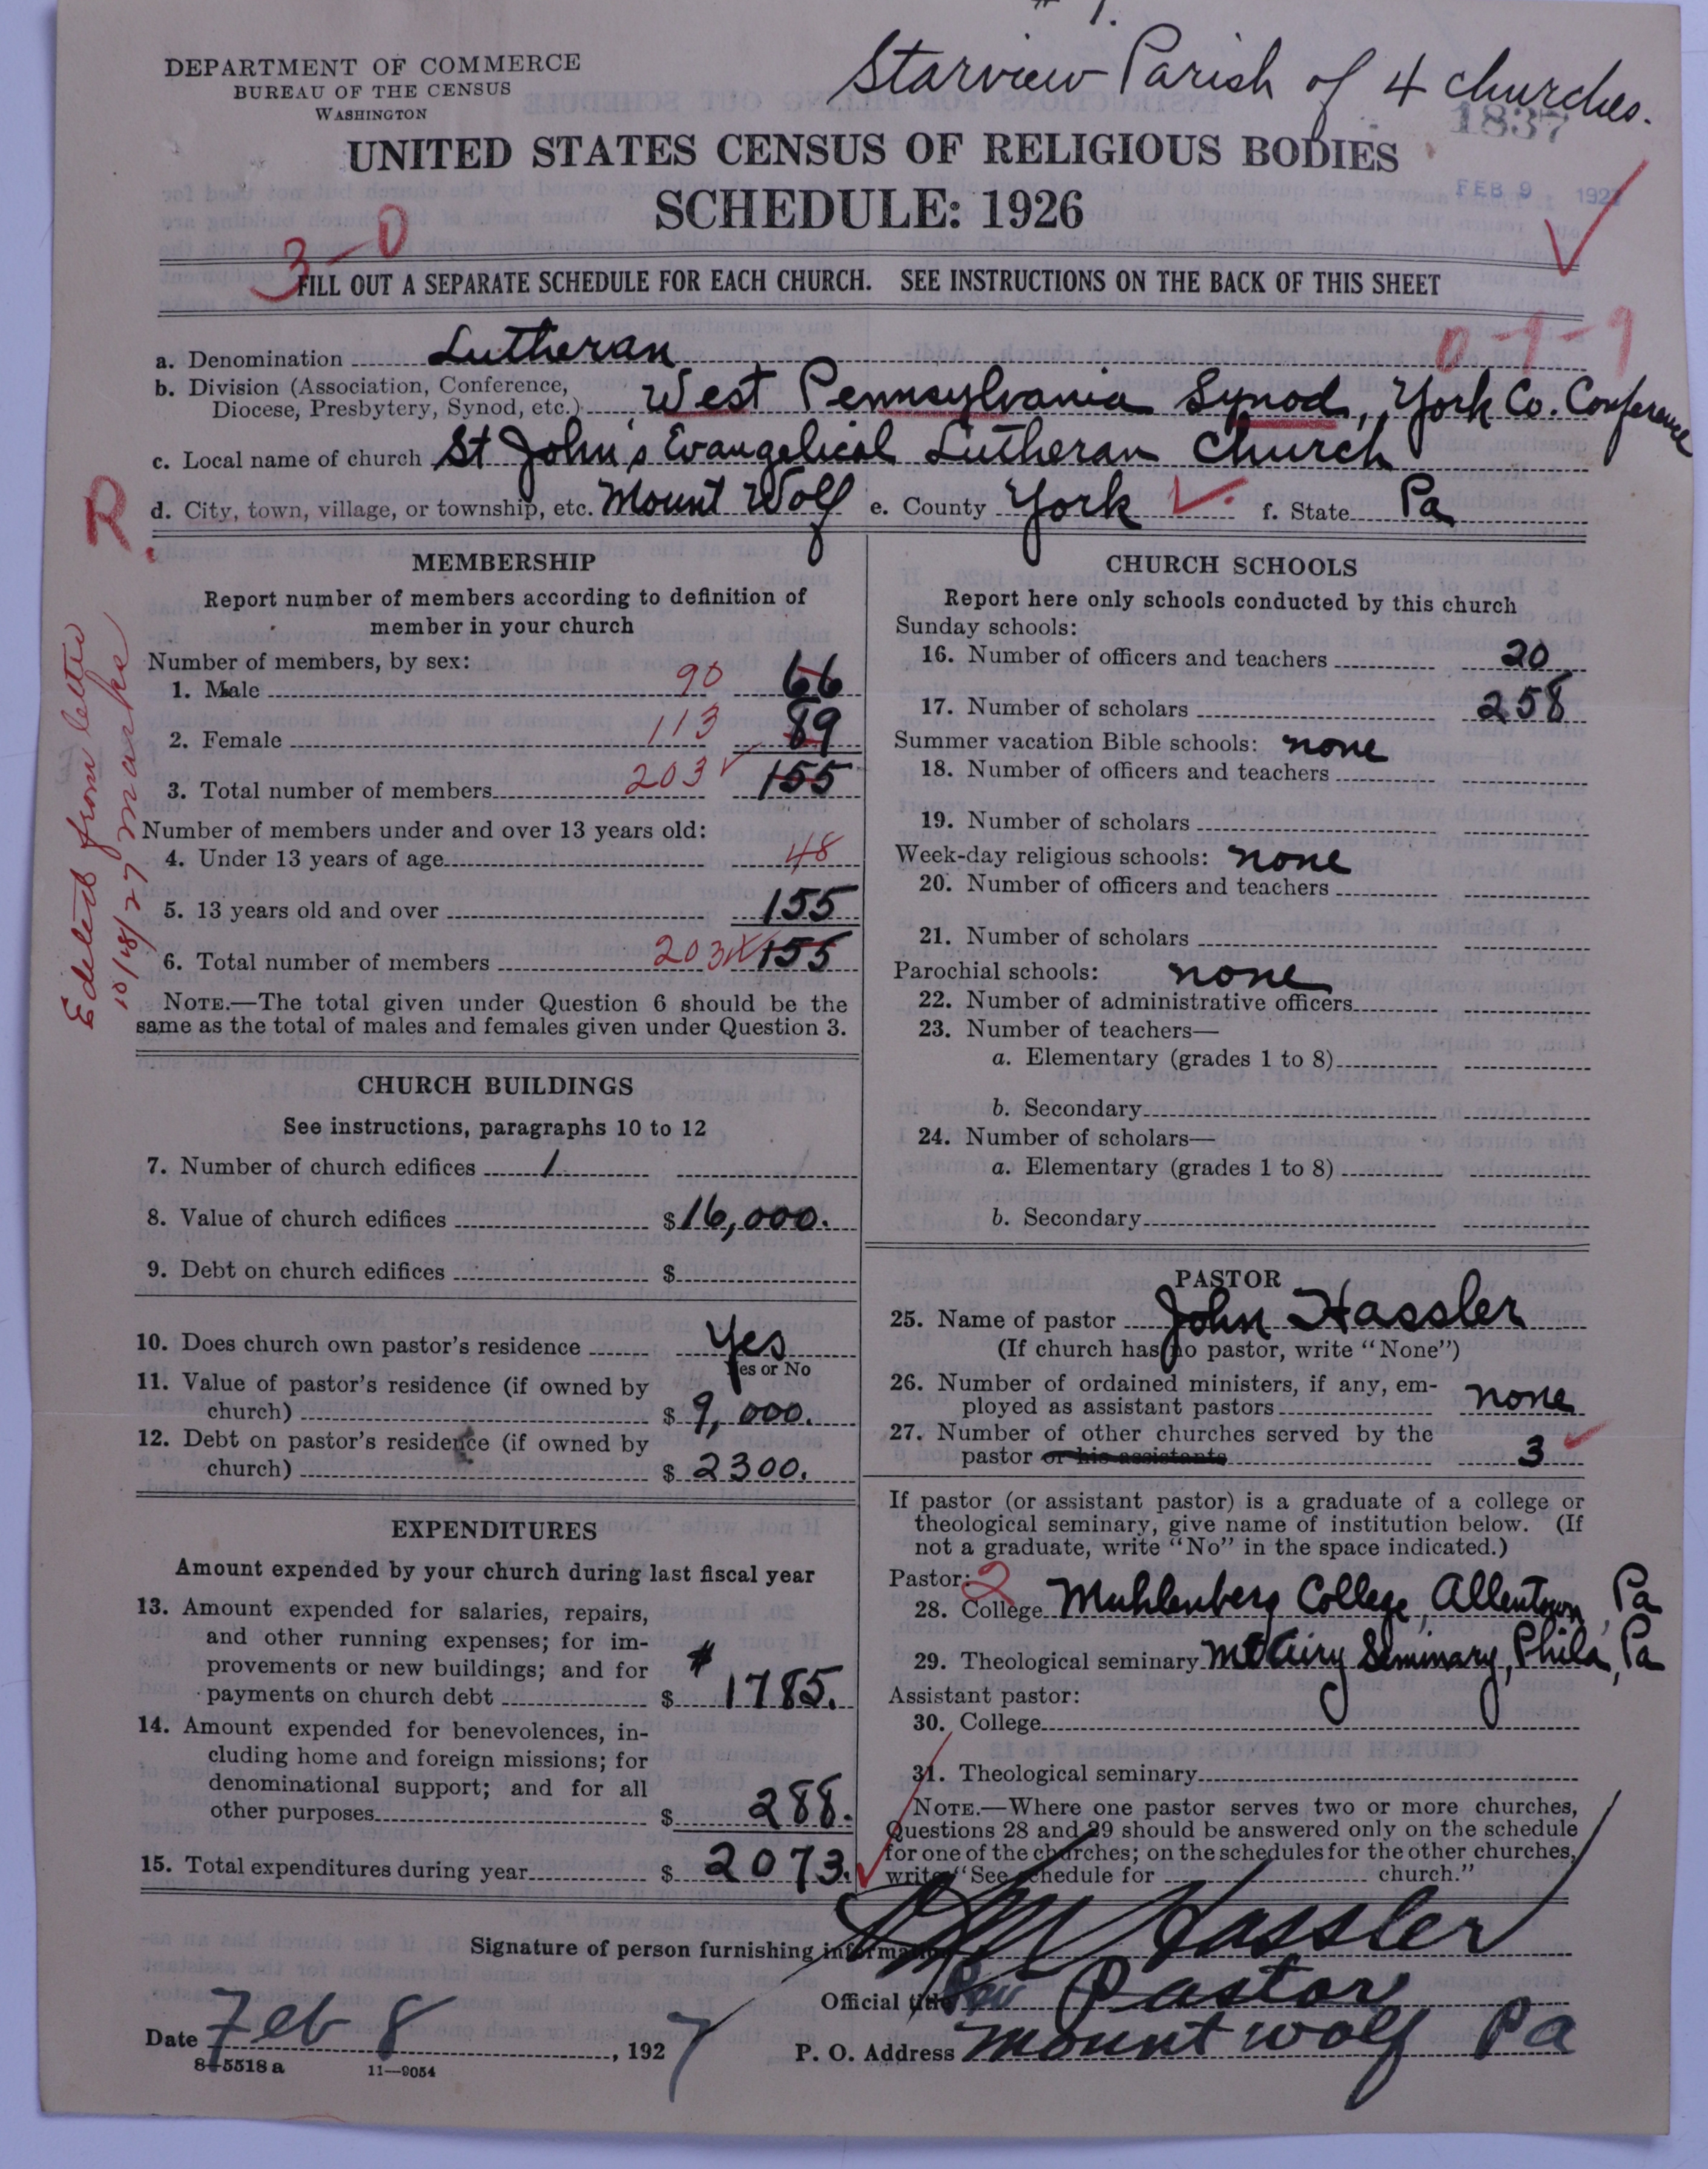 # 1.
Starview Parish of 4 churches.
DEPARTMENT OF COMMERCE
BUREAU OF THE CENSUS
WASHINGTON
1837
UNITED STATES CENSUS OF RELIGIOUS BODIES
SCHEDULE: 1926
FEB 9 1927
3-0
FILL OUT A SEPARATE SCHEDULE FOR EACH CHURCH. SEE INSTRUCTIONS ON THE BACK OF THIS SHEET
0-1-9
a. Denomination Lutheran
b. Division (Association, Conference,
Diocese, Presbytery, Synod, etc.) West Pennsylvania Synod, York Co. Conference
c. Local name of church St John's Evangelical Lutheran Church
d. City, town, village, or township, etc. Mount Wolf e. County York f. State Pa
R.
Edited from letter
10/18/27 marks
MEMBERSHIP
Report number of members according to definition of
member in your church
Number of members, by sex:
1. Male 90 66
2. Female 113 89
3. Total number of members 203 155
Number of members under and over 13 years old:
4. Under 13 years of age 48
5. 13 years old and over 155
6. Total number of members 203 155
NOTE.—The total given under Question 6 should be the
same as the total of males and females given under Question 3.
CHURCH BUILDINGS
See instructions, paragraphs 10 to 12
7. Number of church edifices 1
8. Value of church edifices $16,000.
9. Debt on church edifices $
10. Does church own pastor's residence Yes
Yes or No
11. Value of pastor's residence (if owned by
church) $ 9,000.
12. Debt on pastor's residence (if owned by
church) $ 2300.
EXPENDITURES
Amount expended by your church during last fiscal year
13. Amount expended for salaries, repairs,
and other running expenses; for im-
provements or new buildings; and for
payments on church debt $ 1785.
14. Amount expended for benevolences, in-
cluding home and foreign missions; for
denominational support; and for all
other purposes $ 288.
15. Total expenditures during year $ 2073.
CHURCH SCHOOLS
Report here only schools conducted by this church
Sunday schools:
16. Number of officers and teachers 20
17. Number of scholars 258
Summer vacation Bible schools: none
18. Number of officers and teachers
19. Number of scholars
Week-day religious schools: none
20. Number of officers and teachers
21. Number of scholars
Parochial schools: none
22. Number of administrative officers
23. Number of teachers—
a. Elementary (grades 1 to 8)
b. Secondary
24. Number of scholars—
a. Elementary (grades 1 to 8)
b. Secondary
PASTOR
25. Name of pastor John Hassler
(If church has no pastor, write "None")
26. Number of ordained ministers, if any, em-
ployed as assistant pastors none
27. Number of other churches served by the
pastor or his assistants 3
If pastor (or assistant pastor) is a graduate of a college or
theological seminary, give name of institution below. (If
not a graduate, write "No" in the space indicated.)
Pastor: 2
28. College Muhlenberg College, Allentown, Pa
29. Theological seminary Mt Airy Seminary, Phila, Pa
Assistant pastor:
30. College
31. Theological seminary
NOTE.—Where one pastor serves two or more churches,
Questions 28 and 29 should be answered only on the schedule
for one of the churches; on the schedules for the other churches,
write "See schedule for church."
Signature of person furnishing information Hassler
Official title Pastor
Date Feb 8, 1927
P. O. Address Mount Wolf Pa
8-5518 a 11-9054